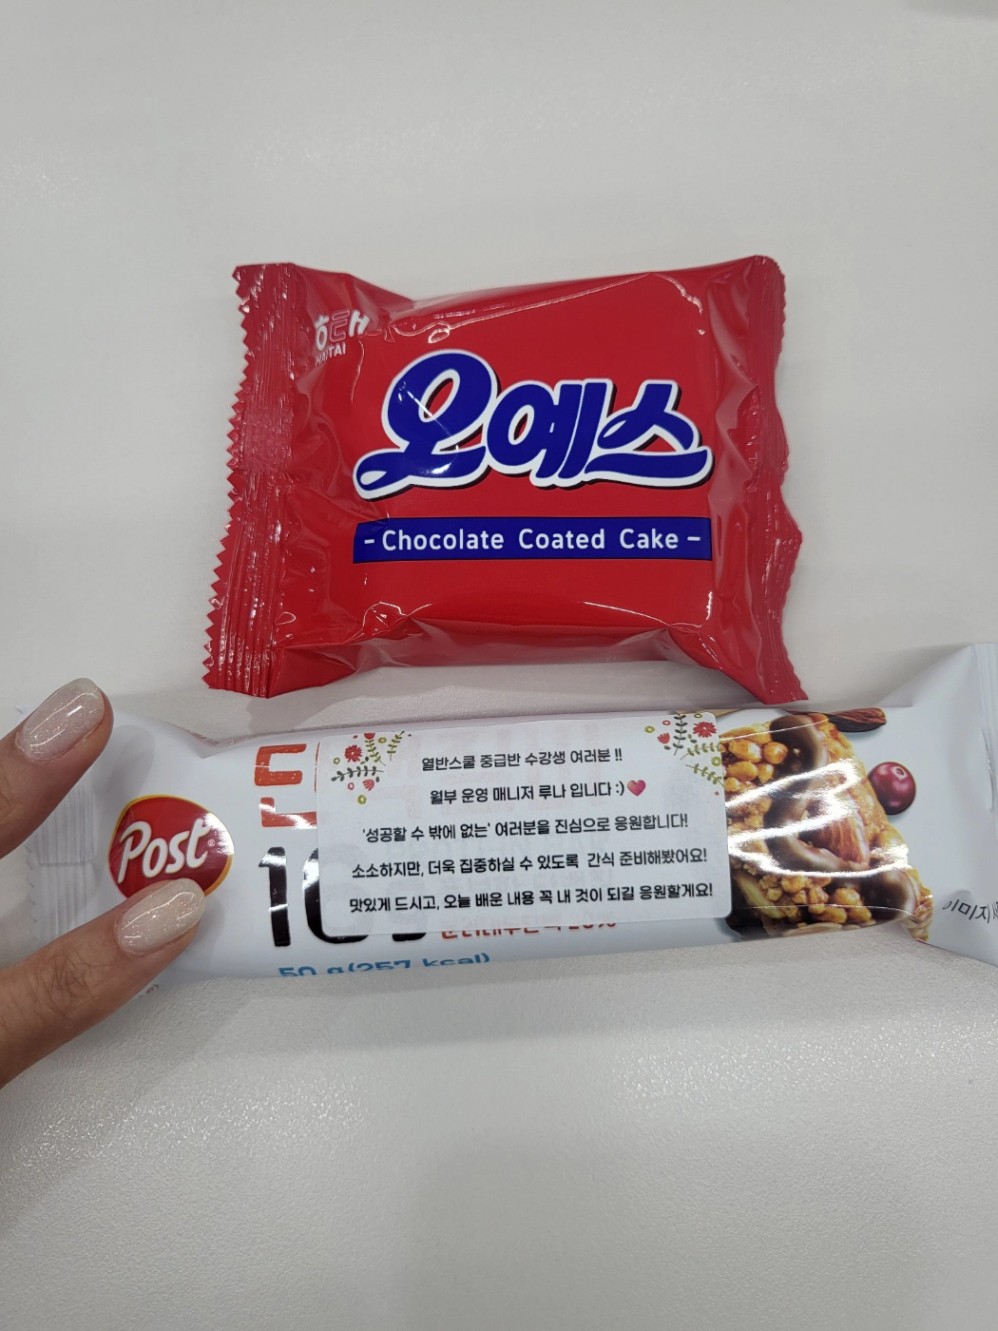 해태
HAITAI
오예스
- Chocolate Coated Cake -
Post
열반스쿨 중급반 수강생 여러분 !!
월부 운영 매니저 루나 입니다 :)♥
'성공할 수 밖에 없는' 여러분을 진심으로 응원합니다!
소소하지만, 더욱 집중하실 수 있도록 간식 준비해봤어요!
맛있게 드시고, 오늘 배운 내용 꼭 내 것이 되길 응원할게요!
50 g(257 kcal)